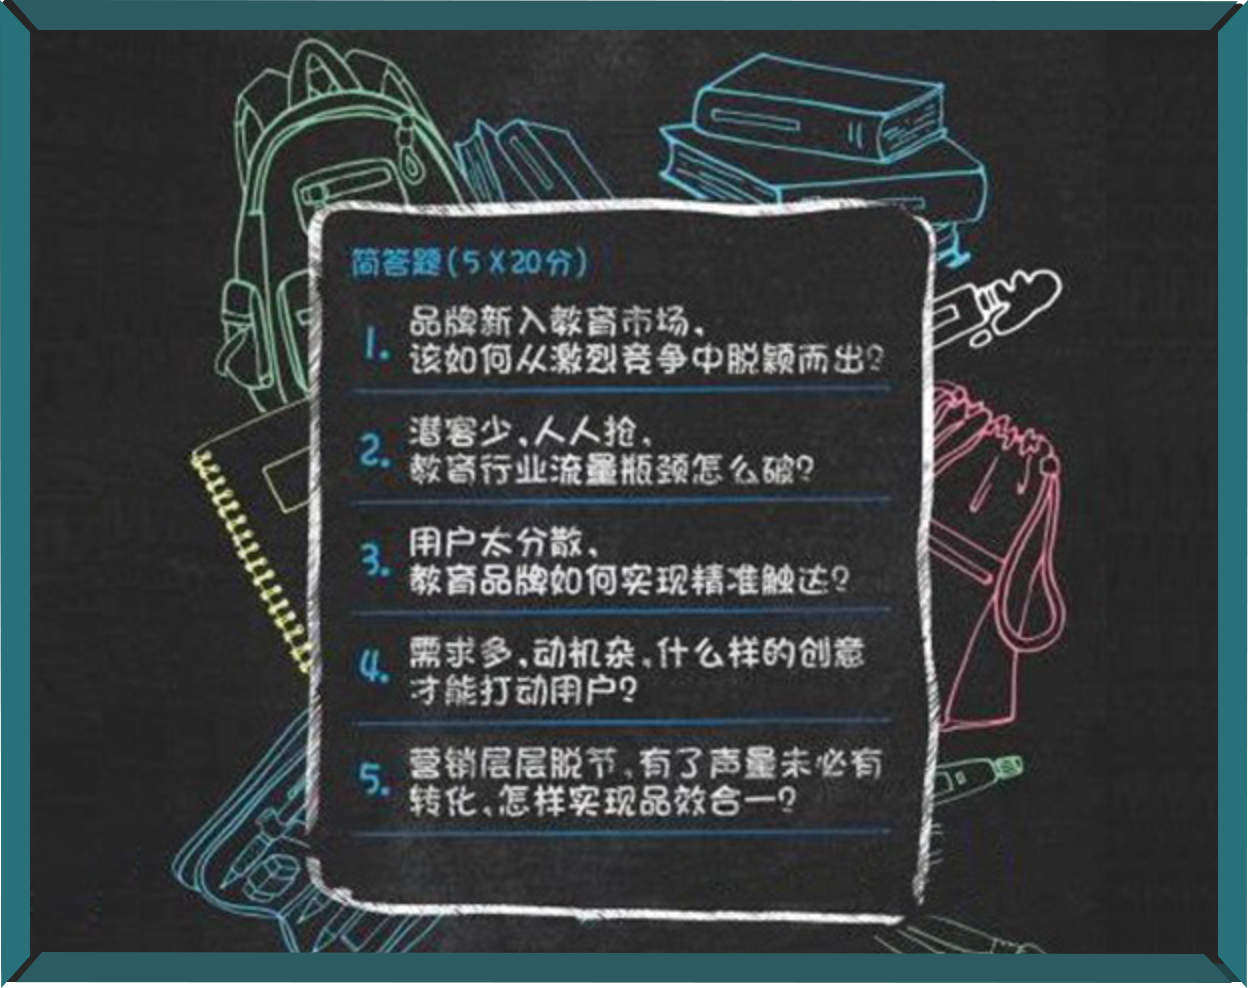 简答题(5X20分)
1. 品牌新入教育市场,
该如何从激烈竞争中脱颖而出?
2. 潜客少,人人抢,
教育行业流量瓶颈怎么破?
3. 用户太分散,
教育品牌如何实现精准触达?
4. 需求多,动机杂,什么样的创意
才能打动用户?
5. 营销层层脱节,有了声量未必有
转化,怎样实现品效合一?